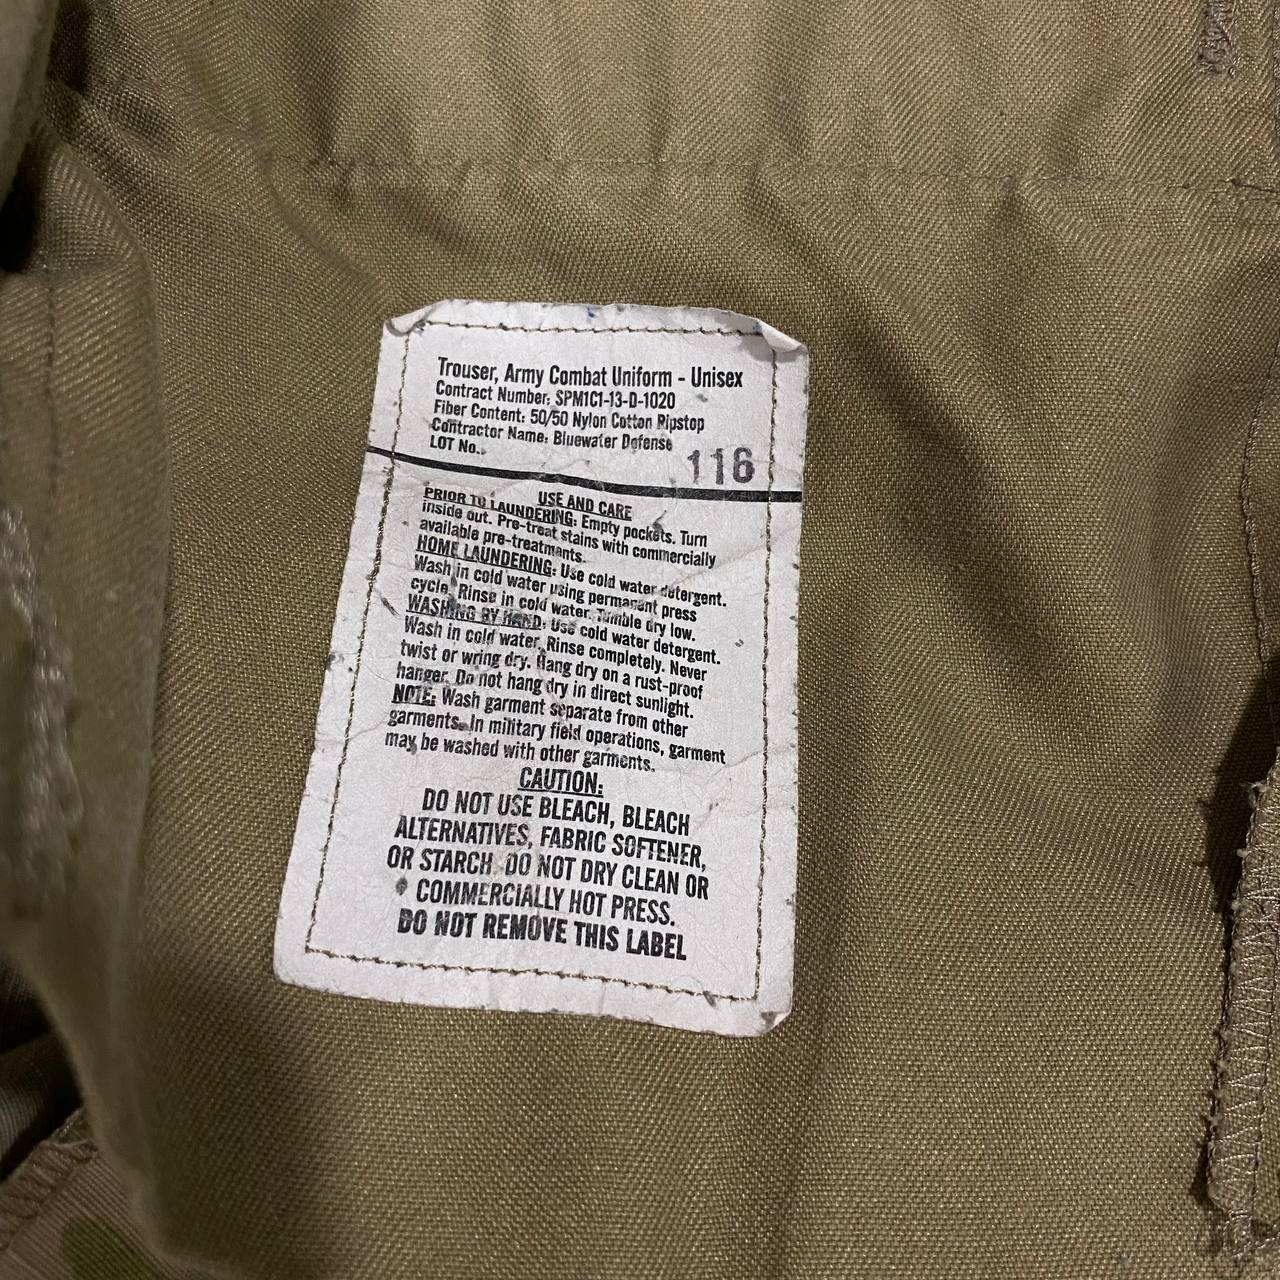 Trouser, Army Combat Uniform - Unisex
Contract Number: SPM1C1-13-D-1020
Fiber Content: 50/50 Nylon Cotton Ripstop
Contractor Name: Bluewater Defense
LOT No.. 116
USE AND CARE
PRIOR TO LAUNDERING: Empty pockets. Turn
inside out. Pre-treat stains with commercially
available pre-treatments.
HOME LAUNDERING: Use cold water detergent.
Wash in cold water using permanent press
cycle. Rinse in cold water. Tumble dry low.
WASHING BY HAND: Use cold water detergent.
Wash in cold water. Rinse completely. Never
twist or wring dry. Hang dry on a rust-proof
hanger. Do not hang dry in direct sunlight.
NOTE: Wash garment separate from other
garments. In military field operations, garment
may be washed with other garments.
CAUTION:
DO NOT USE BLEACH, BLEACH
ALTERNATIVES, FABRIC SOFTENER,
OR STARCH. DO NOT DRY CLEAN OR
COMMERCIALLY HOT PRESS.
DO NOT REMOVE THIS LABEL